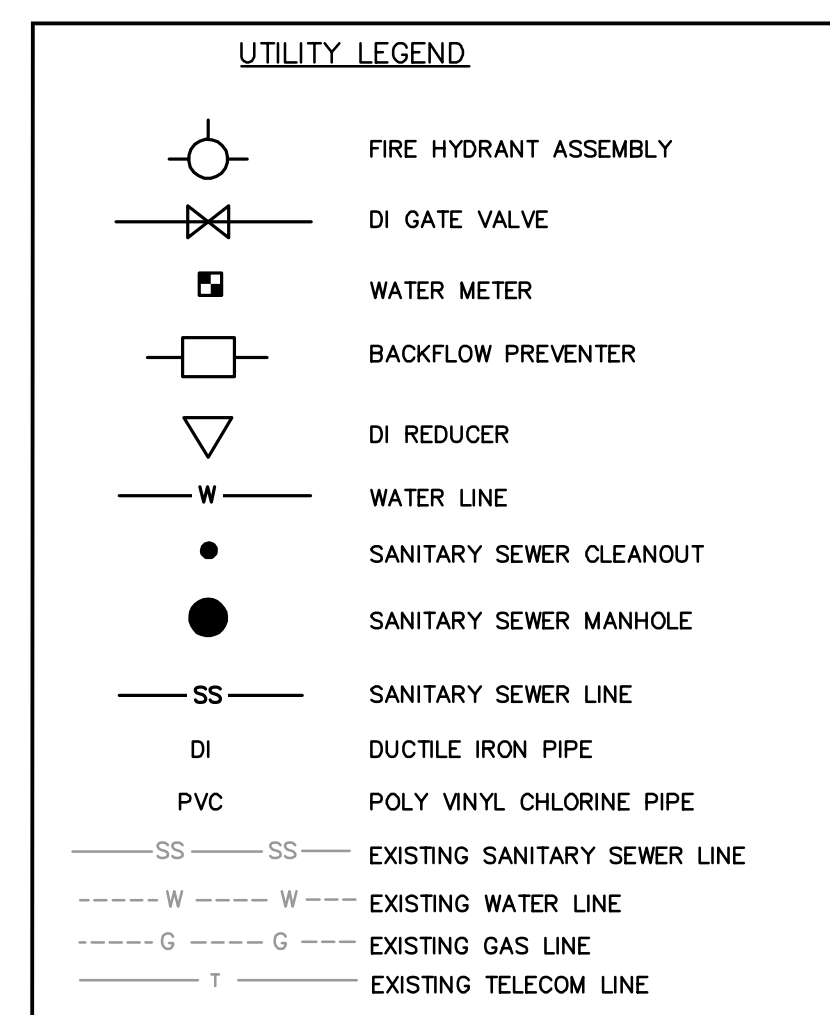 UTILITY LEGEND
FIRE HYDRANT ASSEMBLY
DI GATE VALVE
WATER METER
BACKFLOW PREVENTER
DI REDUCER
W WATER LINE
SANITARY SEWER CLEANOUT
SANITARY SEWER MANHOLE
SS SANITARY SEWER LINE
DI DUCTILE IRON PIPE
PVC POLY VINYL CHLORINE PIPE
SS SS EXISTING SANITARY SEWER LINE
W W EXISTING WATER LINE
G G EXISTING GAS LINE
T EXISTING TELECOM LINE